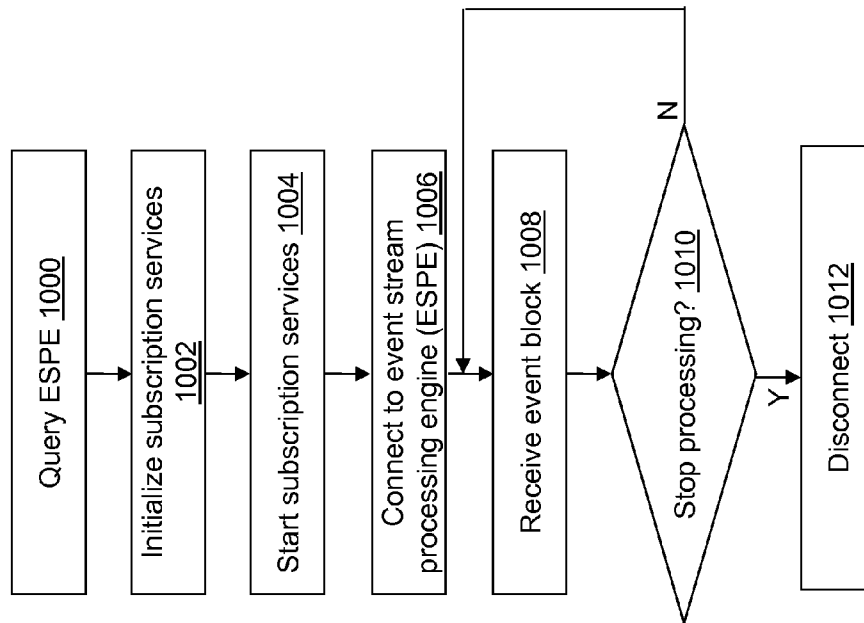 Query ESPE 1000
Initialize subscription services
1002
Start subscription services 1004
Connect to event stream
processing engine (ESPE) 1006
Receive event block 1008
Stop processing? 1010
N
Y
Disconnect 1012